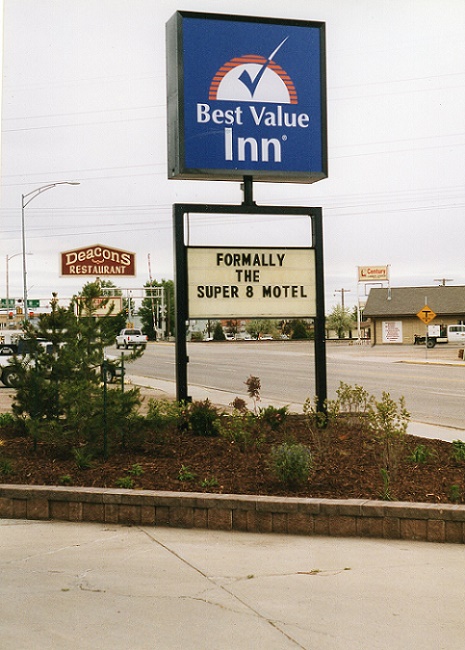 Best Value
Inn®
FORMALLY
THE
SUPER 8 MOTEL
Deacons
RESTAURANT
Century
T